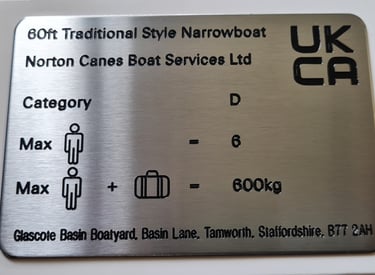 60ft Traditional Style Narrowboat
UK
CA
Norton Canes Boat Services Ltd
Category D
Max - 6
Max + - 600kg
Glascote Basin Boatyard, Basin Lane, Tamworth, Staffordshire, B77 2AH